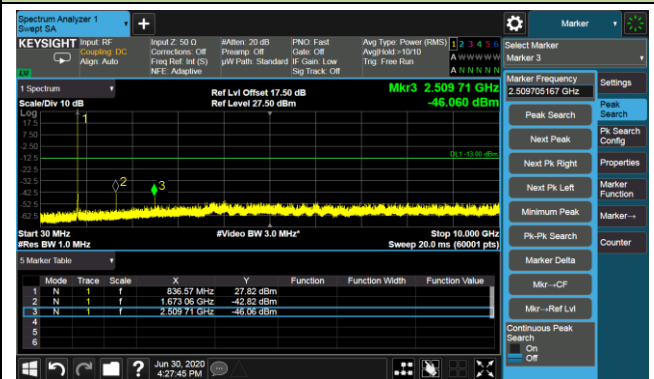 Spectrum Analyzer 1
Swept SA
+
Marker
KEYSIGHT
Input: RF
Coupling: DC
Align: Auto
Input Z: 50 Ω
Corrections: Off
Freq Ref: Int (S)
NFE: Adaptive
#Atten: 20 dB
Preamp: Off
µW Path: Standard
PNO: Fast
Gate: Off
IF Gain: Low
Sig Track: Off
Avg Type: Power (RMS)
Avg|Hold:>10/10
Trig: Free Run
1 2 3 4 5 6
A W W W W W
A N N N N N
Select Marker
Marker 3
LV
1 Spectrum
Scale/Div 10 dB
Log
Ref Lvl Offset 17.50 dB
Ref Level 27.50 dBm
Mkr3 2.509 71 GHz
-46.060 dBm
17.5
7.50
-2.50
-12.5
-22.5
-32.5
-42.5
-52.5
-62.5
1
2
3
DL1 -13.00 dBm
Start 30 MHz
#Res BW 1.0 MHz
#Video BW 3.0 MHz*
Stop 10.000 GHz
Sweep 20.0 ms (60001 pts)
5 Marker Table
Mode Trace Scale X Y Function Function Width Function Value
1 N 1 f 836.57 MHz 27.82 dBm
2 N 1 f 1.673 06 GHz -42.82 dBm
3 N 1 f 2.509 71 GHz -46.06 dBm
4
5
6
Marker Frequency
2.509705167 GHz
Peak Search
Next Peak
Next Pk Right
Next Pk Left
Minimum Peak
Pk-Pk Search
Marker Delta
Mkr→CF
Mkr→Ref Lvl
Continuous Peak
Search
On
Off
Settings
Peak
Search
Pk Search
Config
Properties
Marker
Function
Marker→
Counter
?
Jun 30, 2020
4:27:45 PM